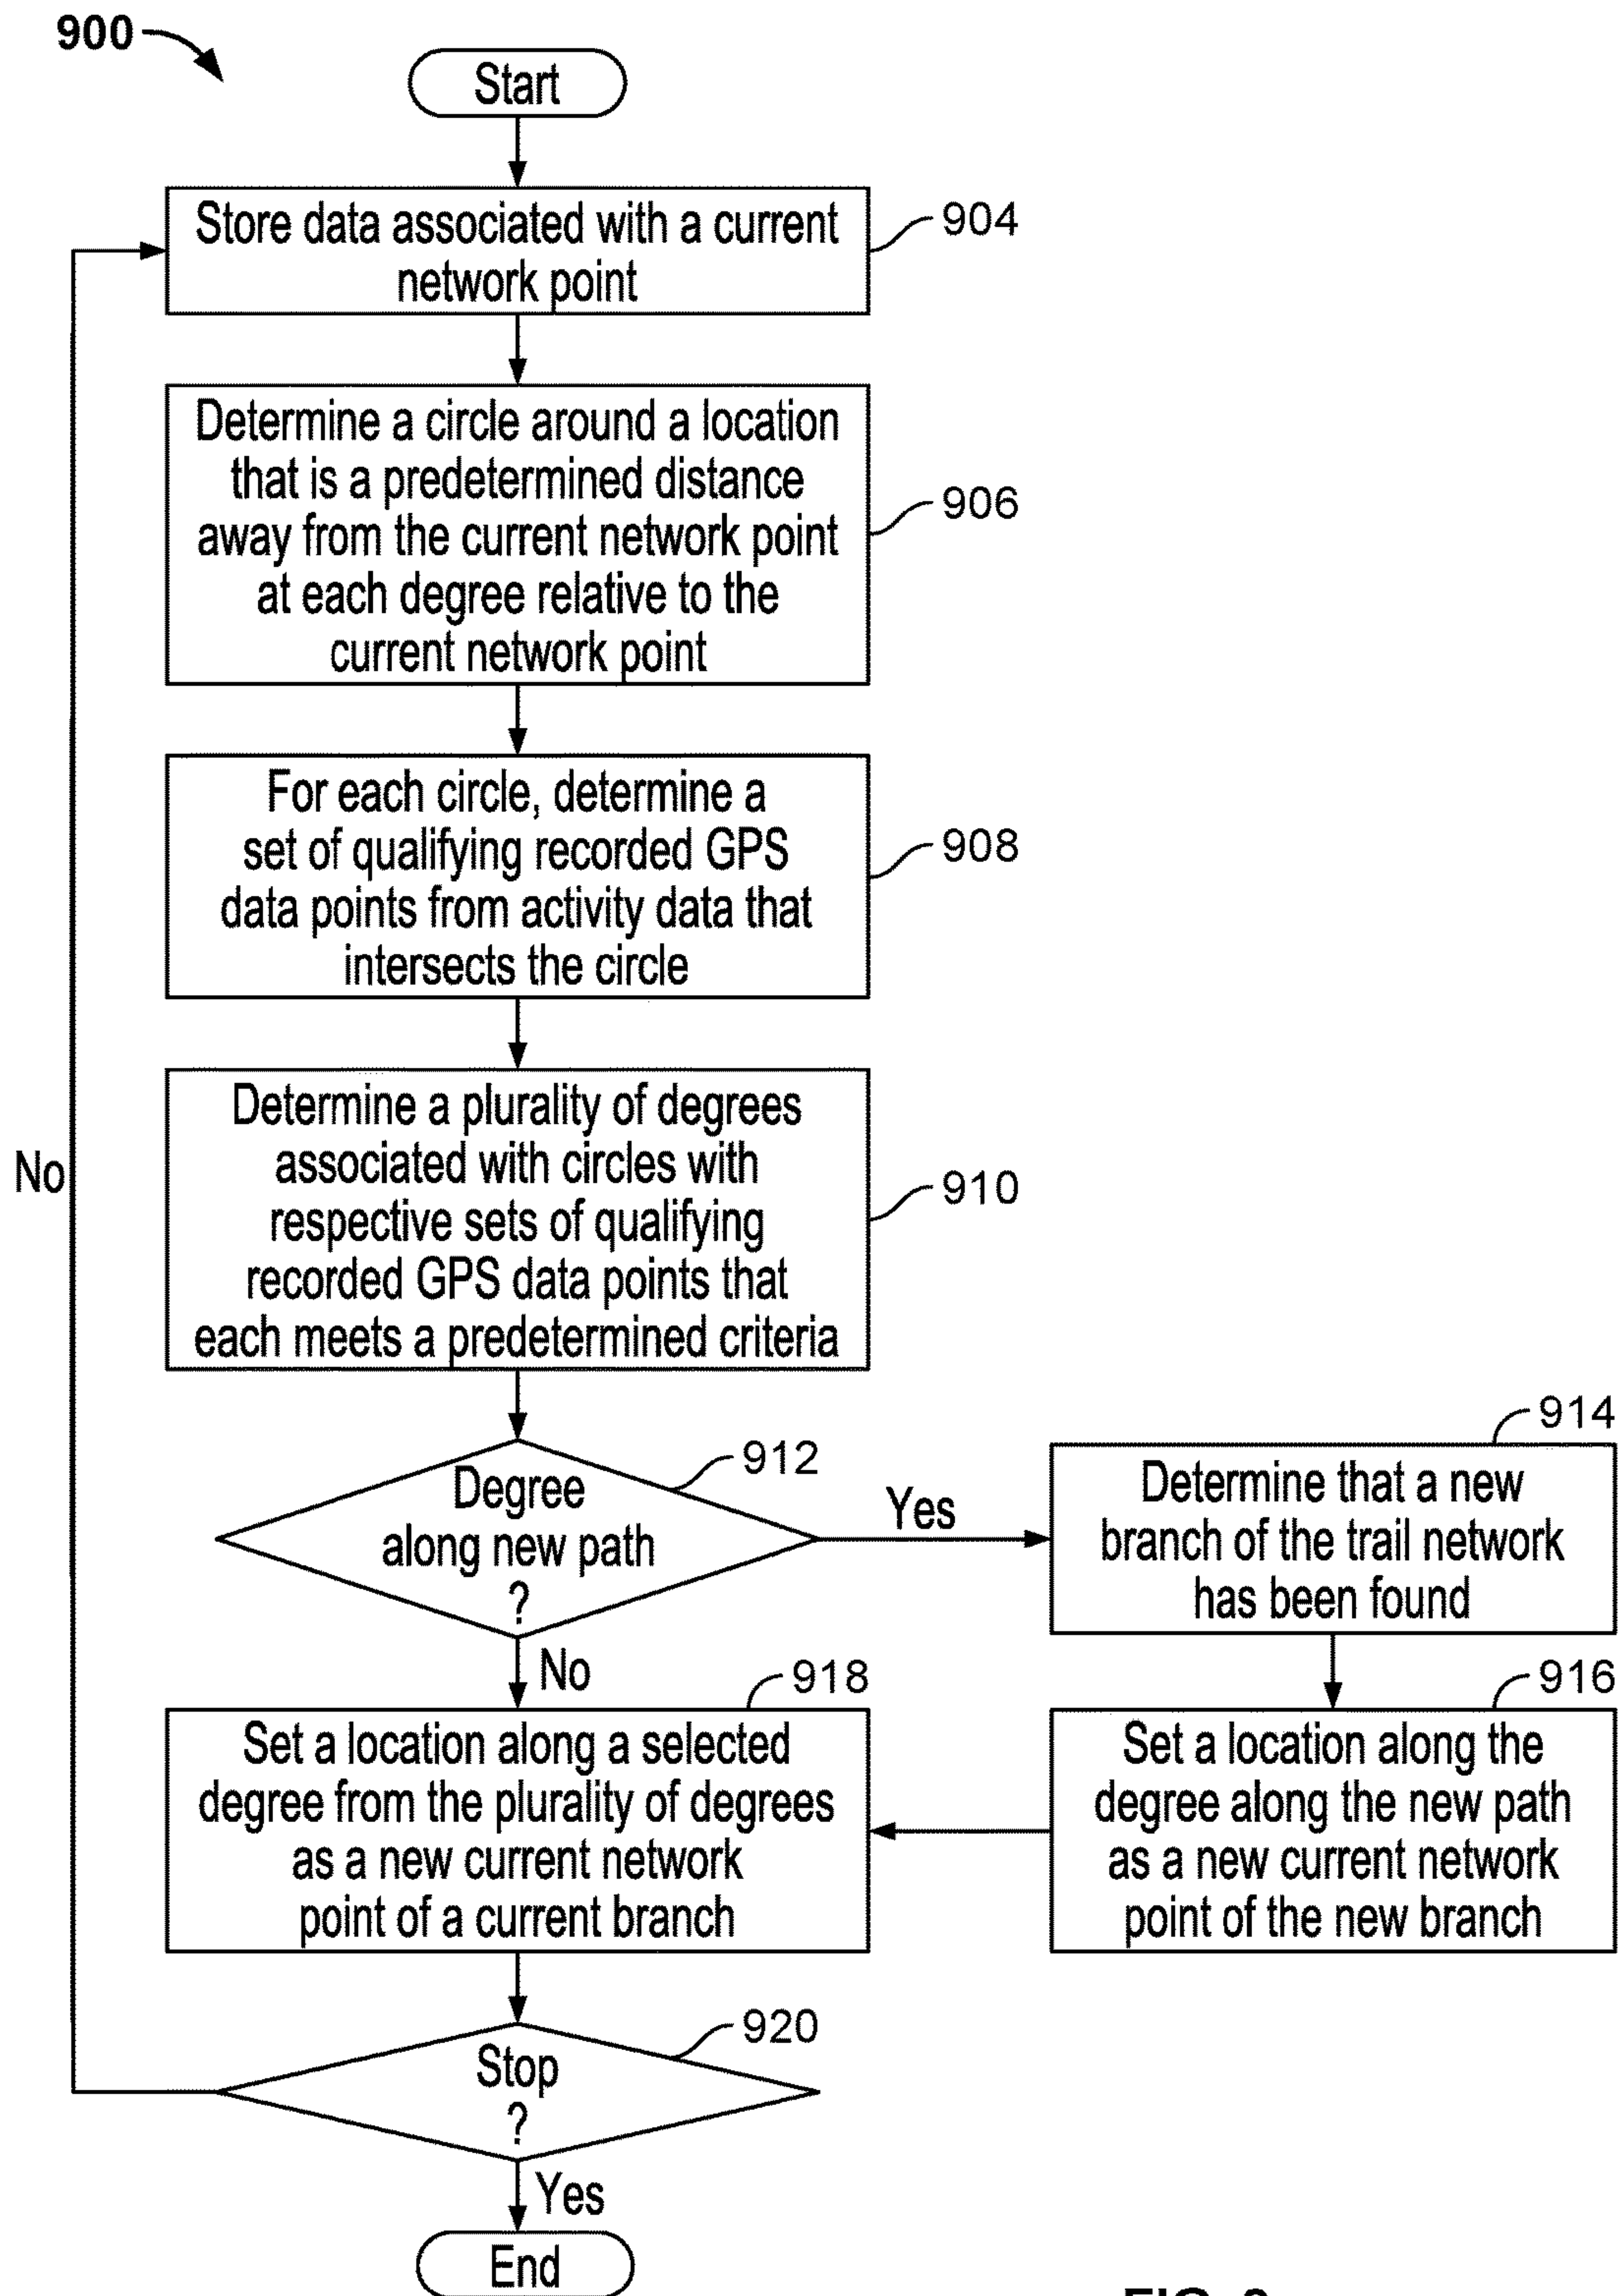 900
Start
Store data associated with a current
network point
904
Determine a circle around a location
that is a predetermined distance
away from the current network point
at each degree relative to the
current network point
906
For each circle, determine a
set of qualifying recorded GPS
data points from activity data that
intersects the circle
908
Determine a plurality of degrees
associated with circles with
respective sets of qualifying
recorded GPS data points that
each meets a predetermined criteria
910
No
Degree
along new path
?
912
Yes
914
Determine that a new
branch of the trail network
has been found
No
918
Set a location along a selected
degree from the plurality of degrees
as a new current network
point of a current branch
916
Set a location along the
degree along the new path
as a new current network
point of the new branch
Stop
?
920
Yes
End